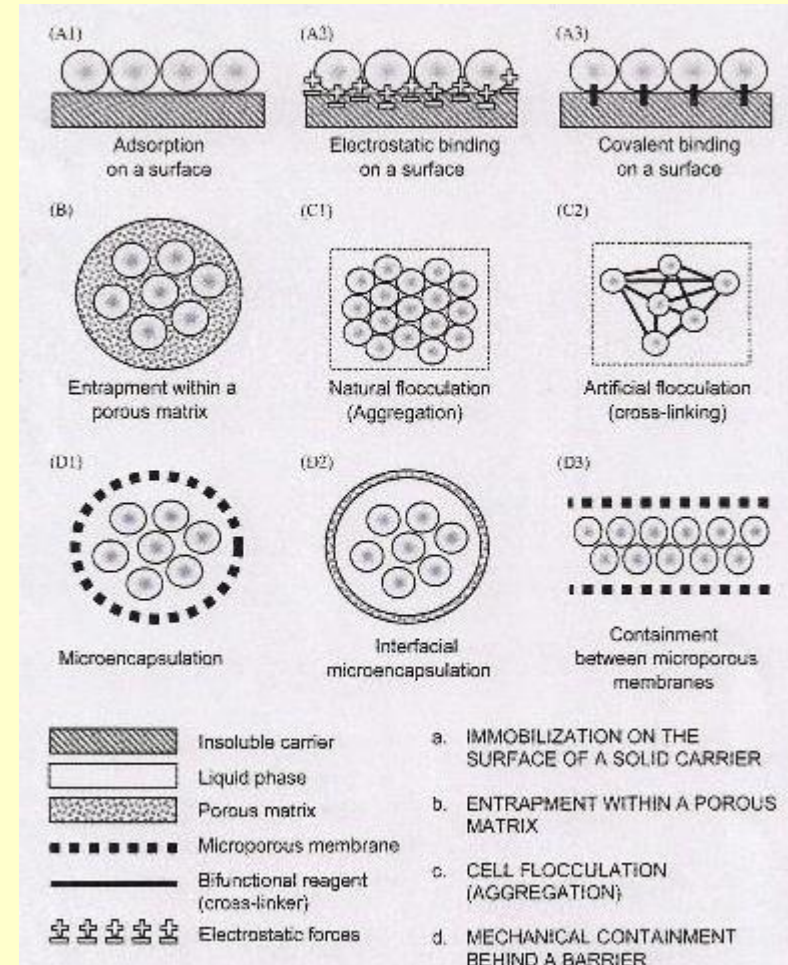 (A1)
(A2)
(A3)
Adsorption
on a surface
Electrostatic binding
on a surface
Covalent binding
on a surface
(B)
(C1)
(C2)
Entrapment within a
porous matrix
Natural flocculation
(Aggregation)
Artificial flocculation
(cross-linking)
(D1)
(D2)
(D3)
Microencapsulation
Interfacial
microencapsulation
Containment
between microporous
membranes
Insoluble carrier
Liquid phase
Porous matrix
Microporous membrane
Bifunctional reagent
(cross-linker)
Electrostatic forces
a. IMMOBILIZATION ON THE
SURFACE OF A SOLID CARRIER
b. ENTRAPMENT WITHIN A POROUS
MATRIX
c. CELL FLOCCULATION
(AGGREGATION)
d. MECHANICAL CONTAINMENT
BEHIND A BARRIER